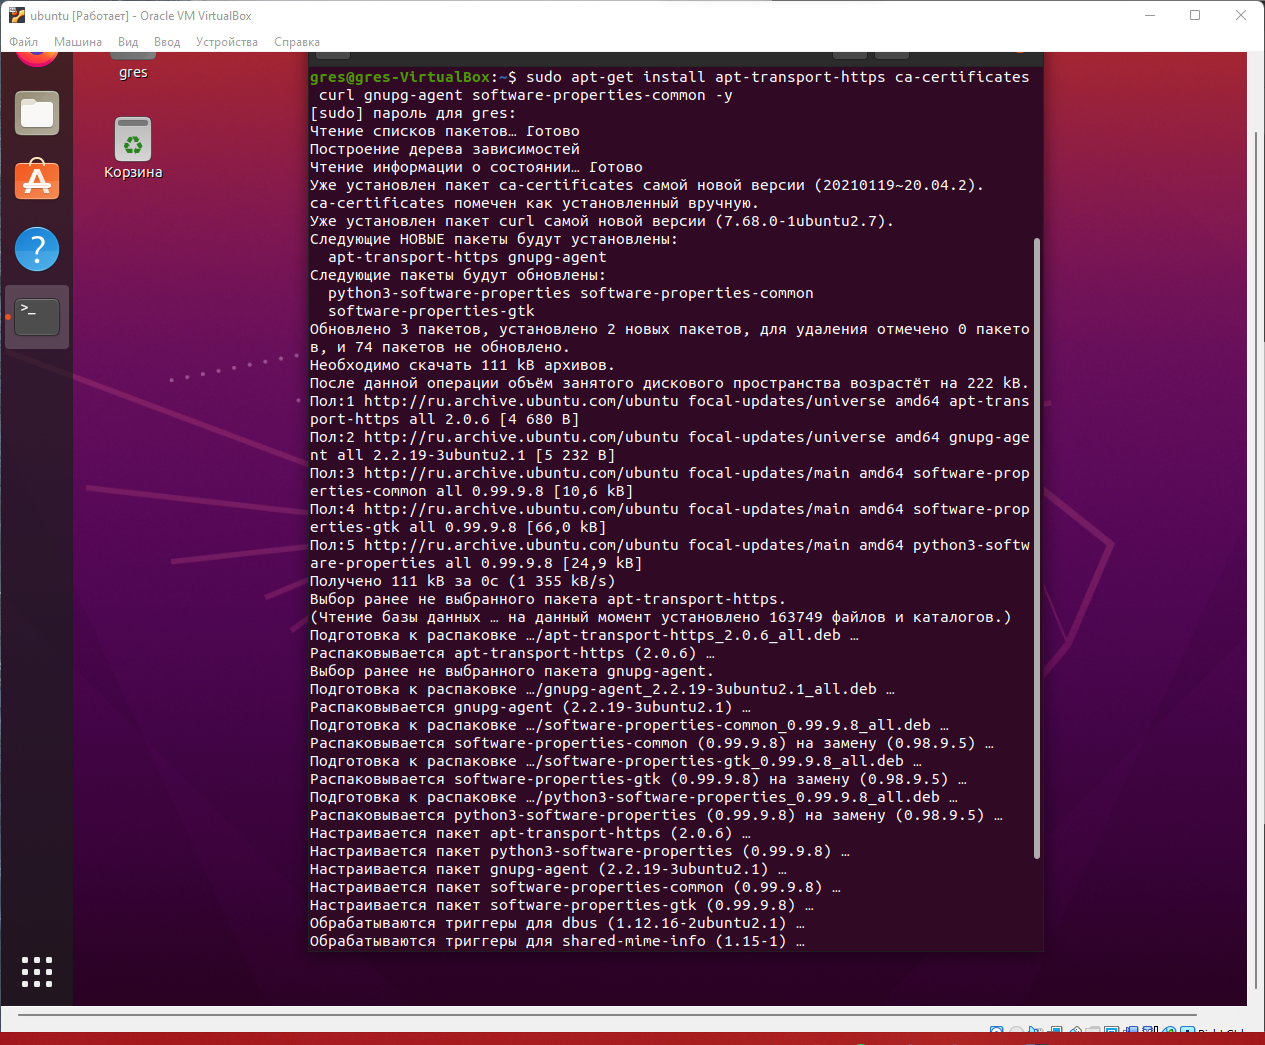 ubuntu [Работает] - Oracle VM VirtualBox
Файл Машина Вид Ввод Устройства Справка
gres
Корзина
gres@gres-VirtualBox:~$ sudo apt-get install apt-transport-https ca-certificates
curl gnupg-agent software-properties-common -y
[sudo] пароль для gres:
Чтение списков пакетов… Готово
Построение дерева зависимостей
Чтение информации о состоянии… Готово
Уже установлен пакет ca-certificates самой новой версии (20210119~20.04.2).
ca-certificates помечен как установленный вручную.
Уже установлен пакет curl самой новой версии (7.68.0-1ubuntu2.7).
Следующие НОВЫЕ пакеты будут установлены:
apt-transport-https gnupg-agent
Следующие пакеты будут обновлены:
python3-software-properties software-properties-common
software-properties-gtk
Обновлено 3 пакетов, установлено 2 новых пакетов, для удаления отмечено 0 пакето
в, и 74 пакетов не обновлено.
Необходимо скачать 111 kB архивов.
После данной операции объём занятого дискового пространства возрастёт на 222 kB.
Пол:1 http://ru.archive.ubuntu.com/ubuntu focal-updates/universe amd64 apt-trans
port-https all 2.0.6 [4 680 B]
Пол:2 http://ru.archive.ubuntu.com/ubuntu focal-updates/universe amd64 gnupg-age
nt all 2.2.19-3ubuntu2.1 [5 232 B]
Пол:3 http://ru.archive.ubuntu.com/ubuntu focal-updates/main amd64 software-prop
erties-common all 0.99.9.8 [10,6 kB]
Пол:4 http://ru.archive.ubuntu.com/ubuntu focal-updates/main amd64 software-prop
erties-gtk all 0.99.9.8 [66,0 kB]
Пол:5 http://ru.archive.ubuntu.com/ubuntu focal-updates/main amd64 python3-softw
are-properties all 0.99.9.8 [24,9 kB]
Получено 111 kB за 0с (1 355 kB/s)
Выбор ранее не выбранного пакета apt-transport-https.
(Чтение базы данных … на данный момент установлено 163749 файлов и каталогов.)
Подготовка к распаковке …/apt-transport-https_2.0.6_all.deb …
Распаковывается apt-transport-https (2.0.6) …
Выбор ранее не выбранного пакета gnupg-agent.
Подготовка к распаковке …/gnupg-agent_2.2.19-3ubuntu2.1_all.deb …
Распаковывается gnupg-agent (2.2.19-3ubuntu2.1) …
Подготовка к распаковке …/software-properties-common_0.99.9.8_all.deb …
Распаковывается software-properties-common (0.99.9.8) на замену (0.98.9.5) …
Подготовка к распаковке …/software-properties-gtk_0.99.9.8_all.deb …
Распаковывается software-properties-gtk (0.99.9.8) на замену (0.98.9.5) …
Подготовка к распаковке …/python3-software-properties_0.99.9.8_all.deb …
Распаковывается python3-software-properties (0.99.9.8) на замену (0.98.9.5) …
Настраивается пакет apt-transport-https (2.0.6) …
Настраивается пакет python3-software-properties (0.99.9.8) …
Настраивается пакет gnupg-agent (2.2.19-3ubuntu2.1) …
Настраивается пакет software-properties-common (0.99.9.8) …
Настраивается пакет software-properties-gtk (0.99.9.8) …
Обрабатываются триггеры для dbus (1.12.16-2ubuntu2.1) …
Обрабатываются триггеры для shared-mime-info (1.15-1) …